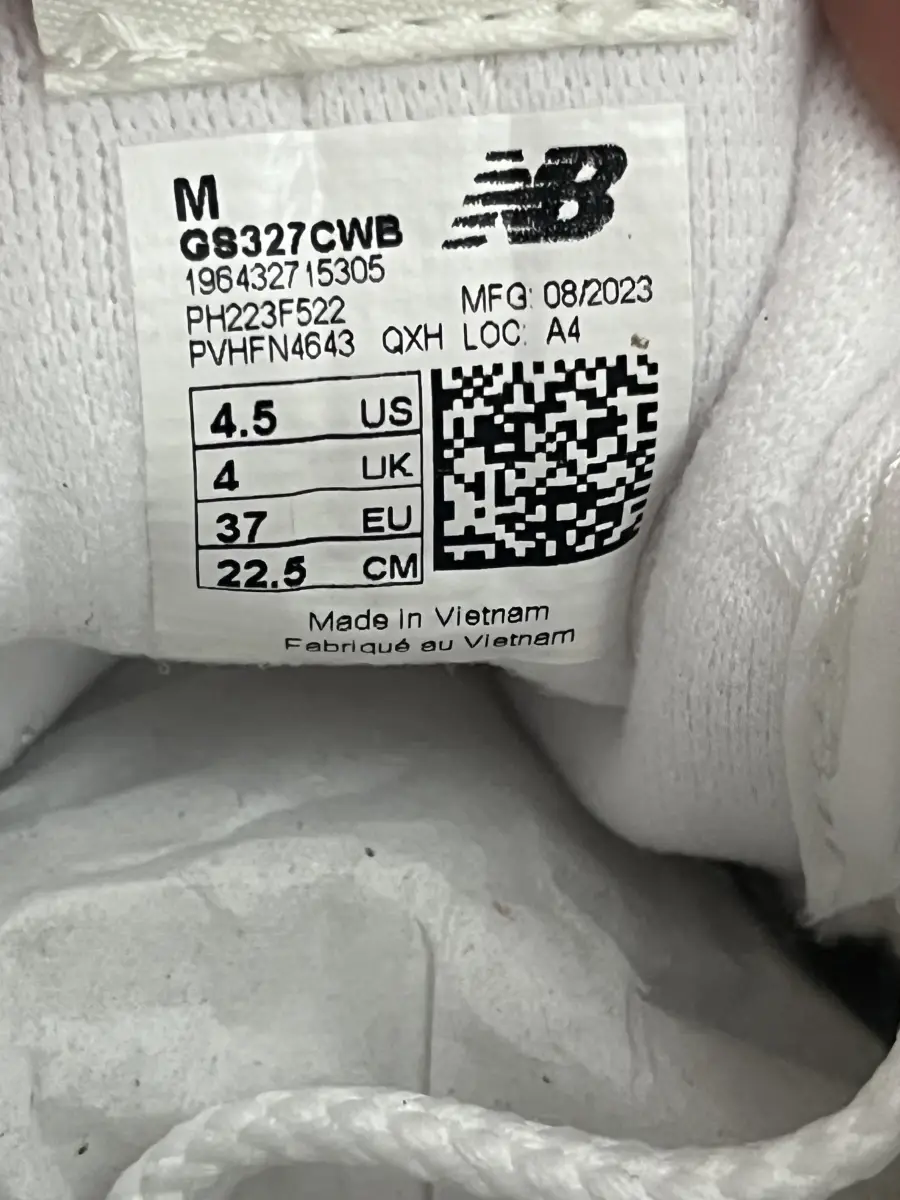 M
NB
GS327CWB
196432715305
PH223F522 MFG: 08/2023
PVHFN4643 QXH LOC: A4
4.5 US
4 UK
37 EU
22.5 CM
Made in Vietnam
Fabriqué au Vietnam